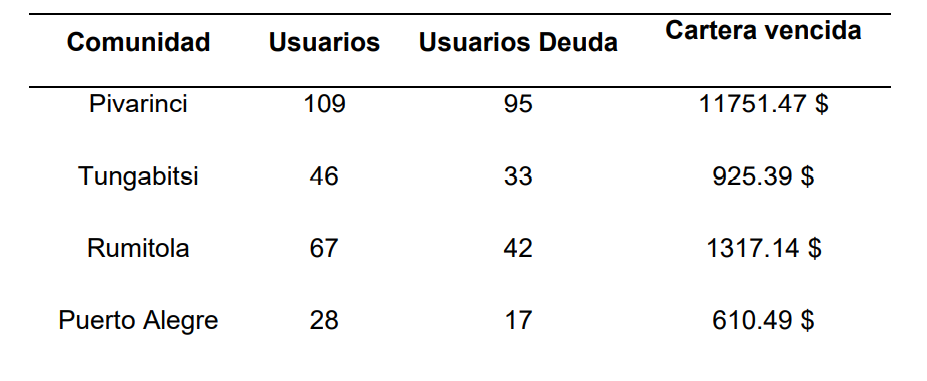 Comunidad Usuarios Usuarios Deuda Cartera vencida
Pivarinci 109 95 11751.47 $
Tungabitsi 46 33 925.39 $
Rumitola 67 42 1317.14 $
Puerto Alegre 28 17 610.49 $